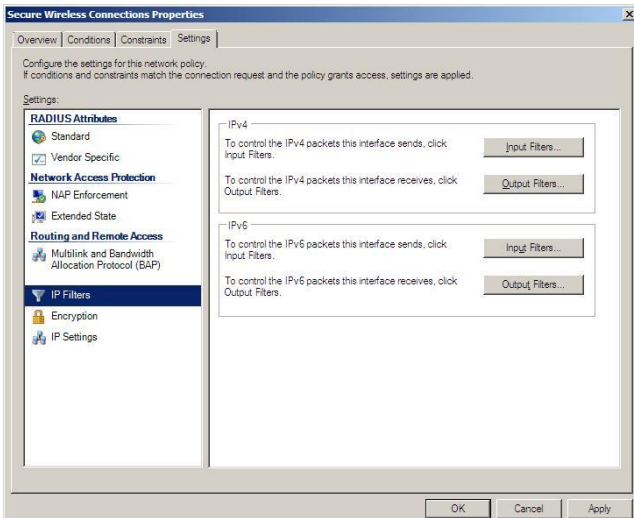 Secure Wireless Connections Properties
Overview
Conditions
Constraints
Settings
Configure the settings for this network policy.
If conditions and constraints match the connection request and the policy grants access, settings are applied.
Settings:
RADIUS Attributes
Standard
Vendor Specific
Network Access Protection
NAP Enforcement
Extended State
Routing and Remote Access
Multilink and Bandwidth
Allocation Protocol (BAP)
IP Filters
Encryption
IP Settings
IPv4
To control the IPv4 packets this interface sends, click
Input Filters.
Input Filters...
To control the IPv4 packets this interface receives, click
Output Filters.
Output Filters...
IPv6
To control the IPv6 packets this interface sends, click
Input Filters.
Input Filters...
To control the IPv6 packets this interface receives, click
Output Filters.
Output Filters...
OK
Cancel
Apply